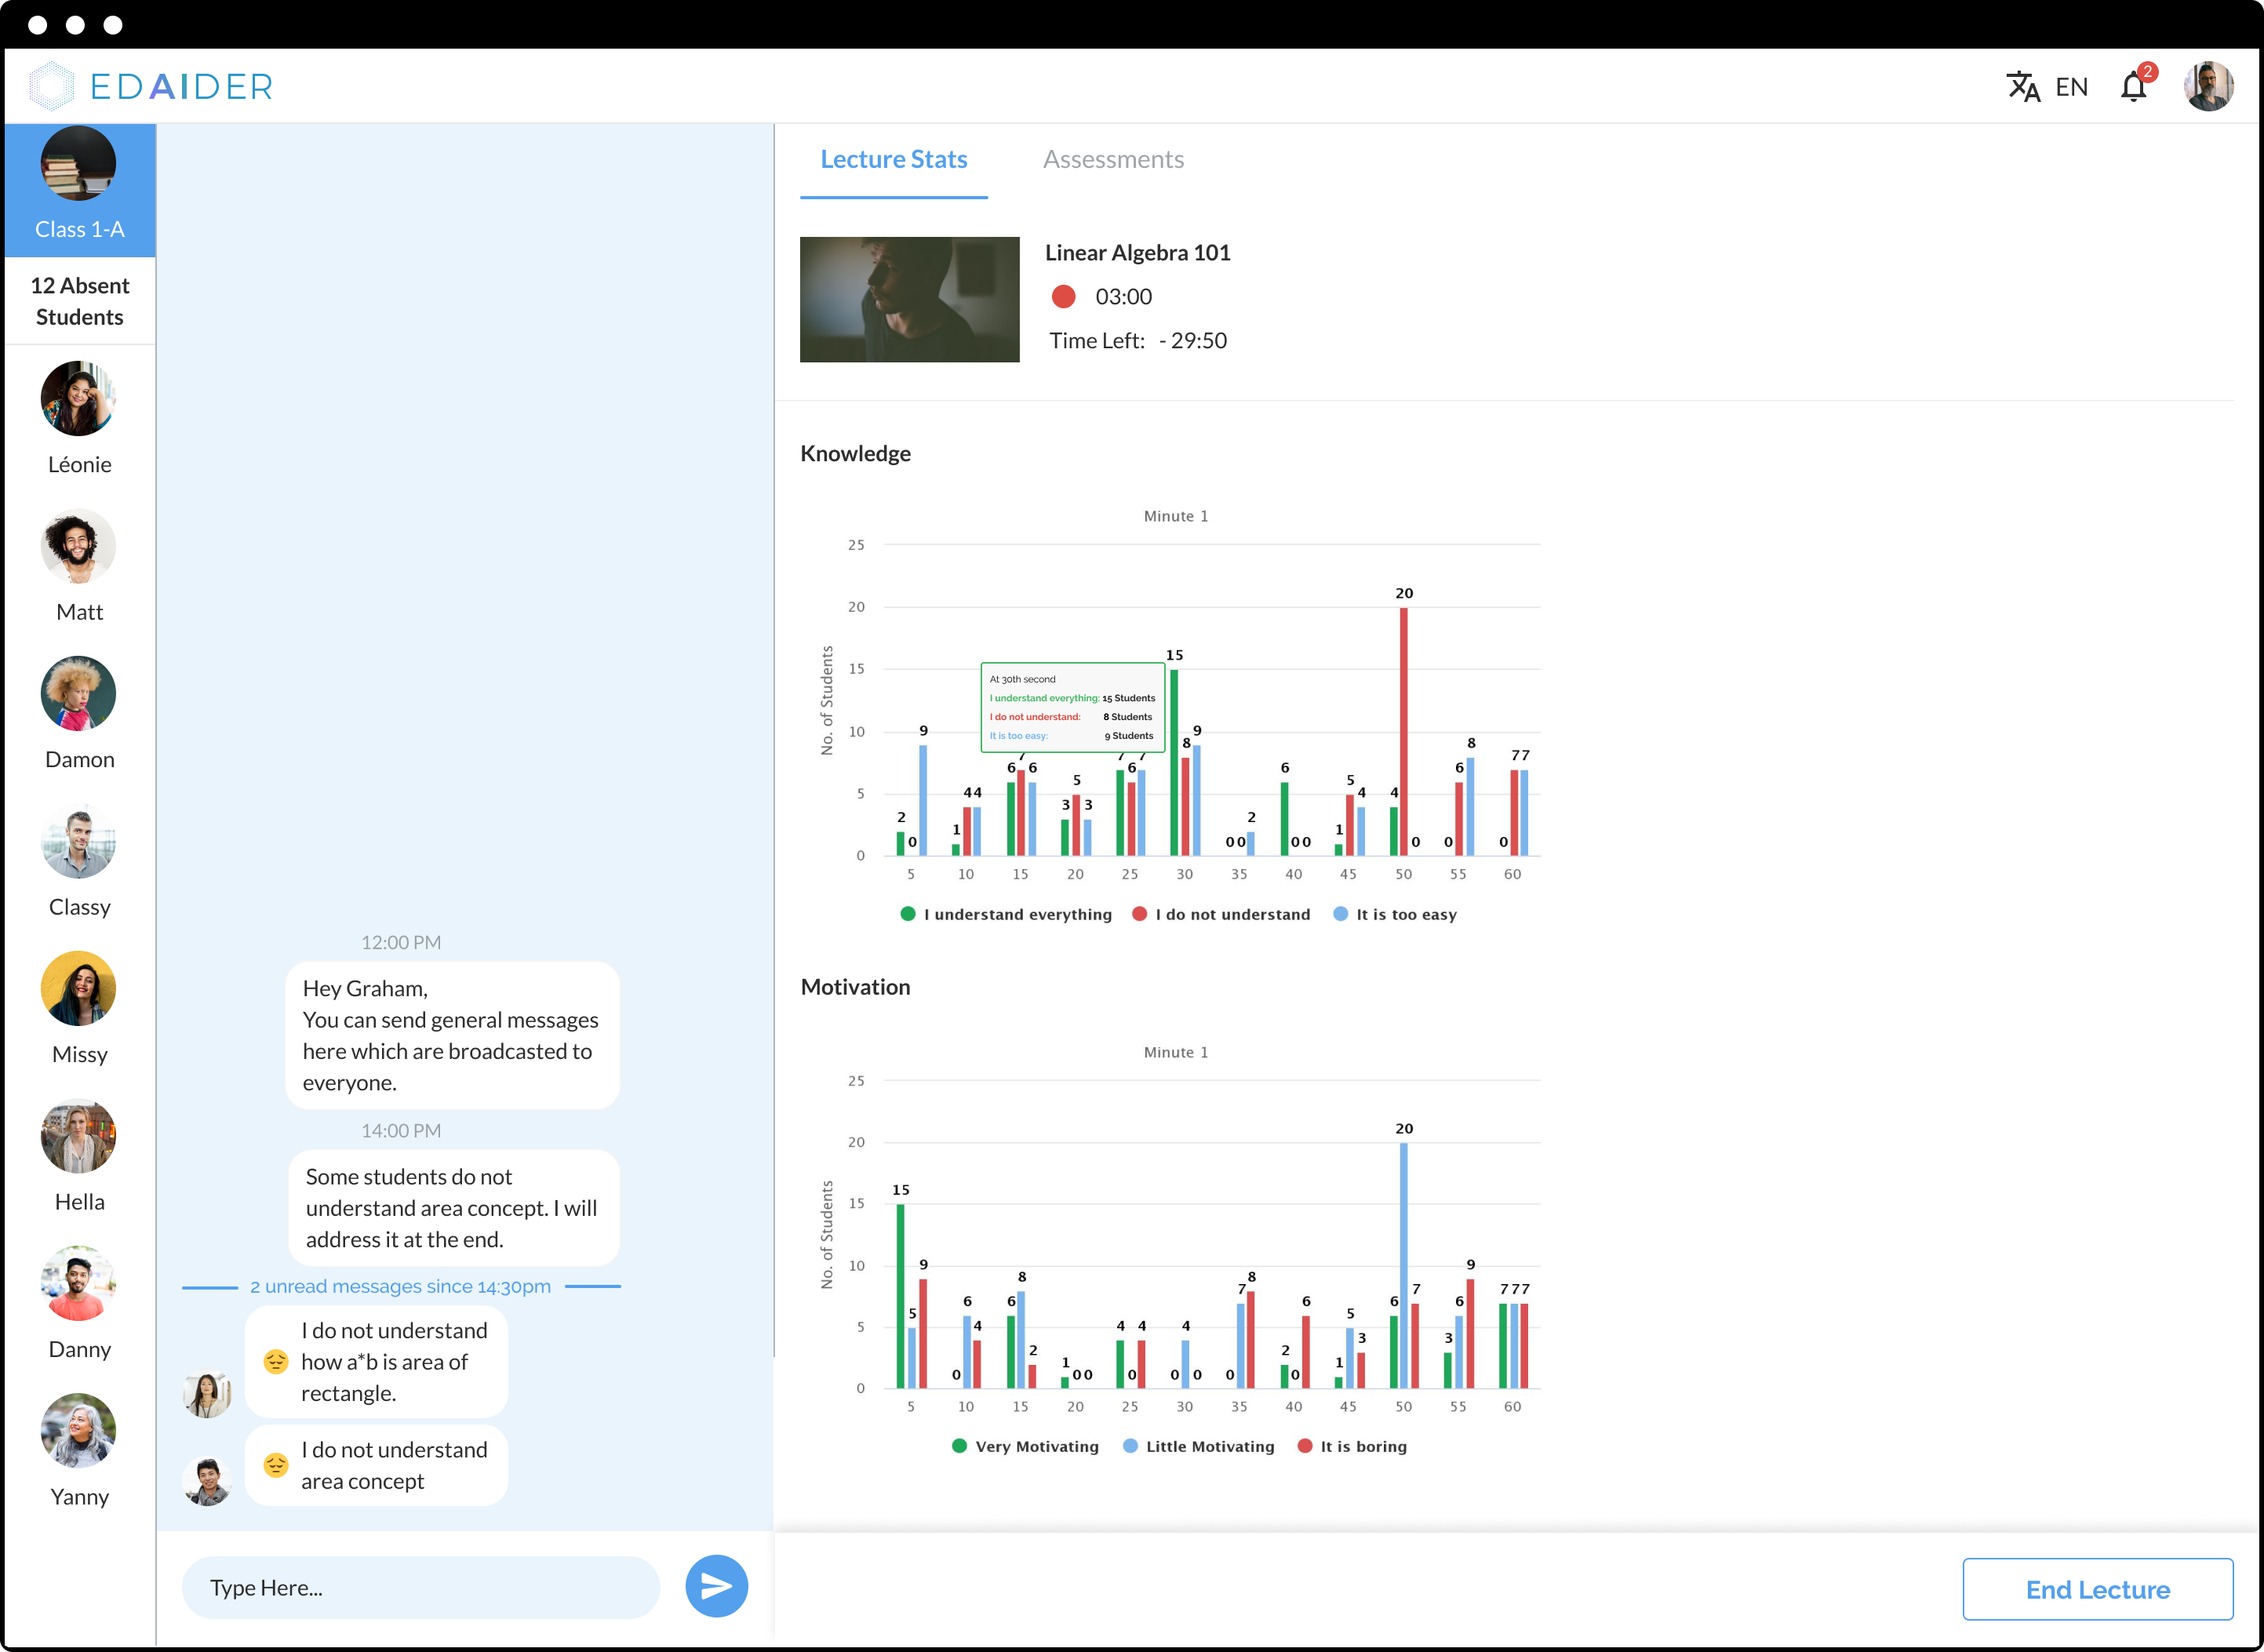 EDAIDER
EN
2
Class 1-A
12 Absent
Students
Léonie
Matt
Damon
Classy
Missy
Hella
Danny
Yanny
12:00 PM
Hey Graham,
You can send general messages
here which are broadcasted to
everyone.
14:00 PM
Some students do not
understand area concept. I will
address it at the end.
2 unread messages since 14:30pm
I do not understand
how a*b is area of
rectangle.
I do not understand
area concept
Type Here...
Lecture Stats Assessments
Linear Algebra 101
03:00
Time Left: - 29:50
Knowledge
Minute 1
No. of Students
25
20
15
10
5
0
2 0 9
1 4 4
6 7 6
3 5 3
7 6 7
15 8 9
0 0 2
6 0 0
1 5 4
4 20 0
0 6 8
0 7 7
At 30th second
I understand everything: 15 Students
I do not understand: 8 Students
It is too easy: 9 Students
5 10 15 20 25 30 35 40 45 50 55 60
I understand everything I do not understand It is too easy
Motivation
Minute 1
No. of Students
25
20
15
10
5
0
15 5 9
0 6 4
6 8 2
1 0 0
4 0 4
0 4 0
0 7 8
2 0 6
1 5 3
6 20 7
3 6 9
7 7 7
5 10 15 20 25 30 35 40 45 50 55 60
Very Motivating Little Motivating It is boring
End Lecture